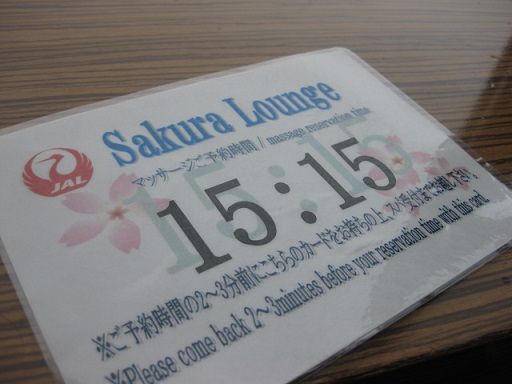 Sakura Lounge
JAL
マッサージご予約時間 / massage reservation time
15:15
※ご予約時間の2~3分前にこちらのカードをお持ちの上、スパ受付までお越し下さい
※Please come back 2~3minutes before your reservation time with this card.